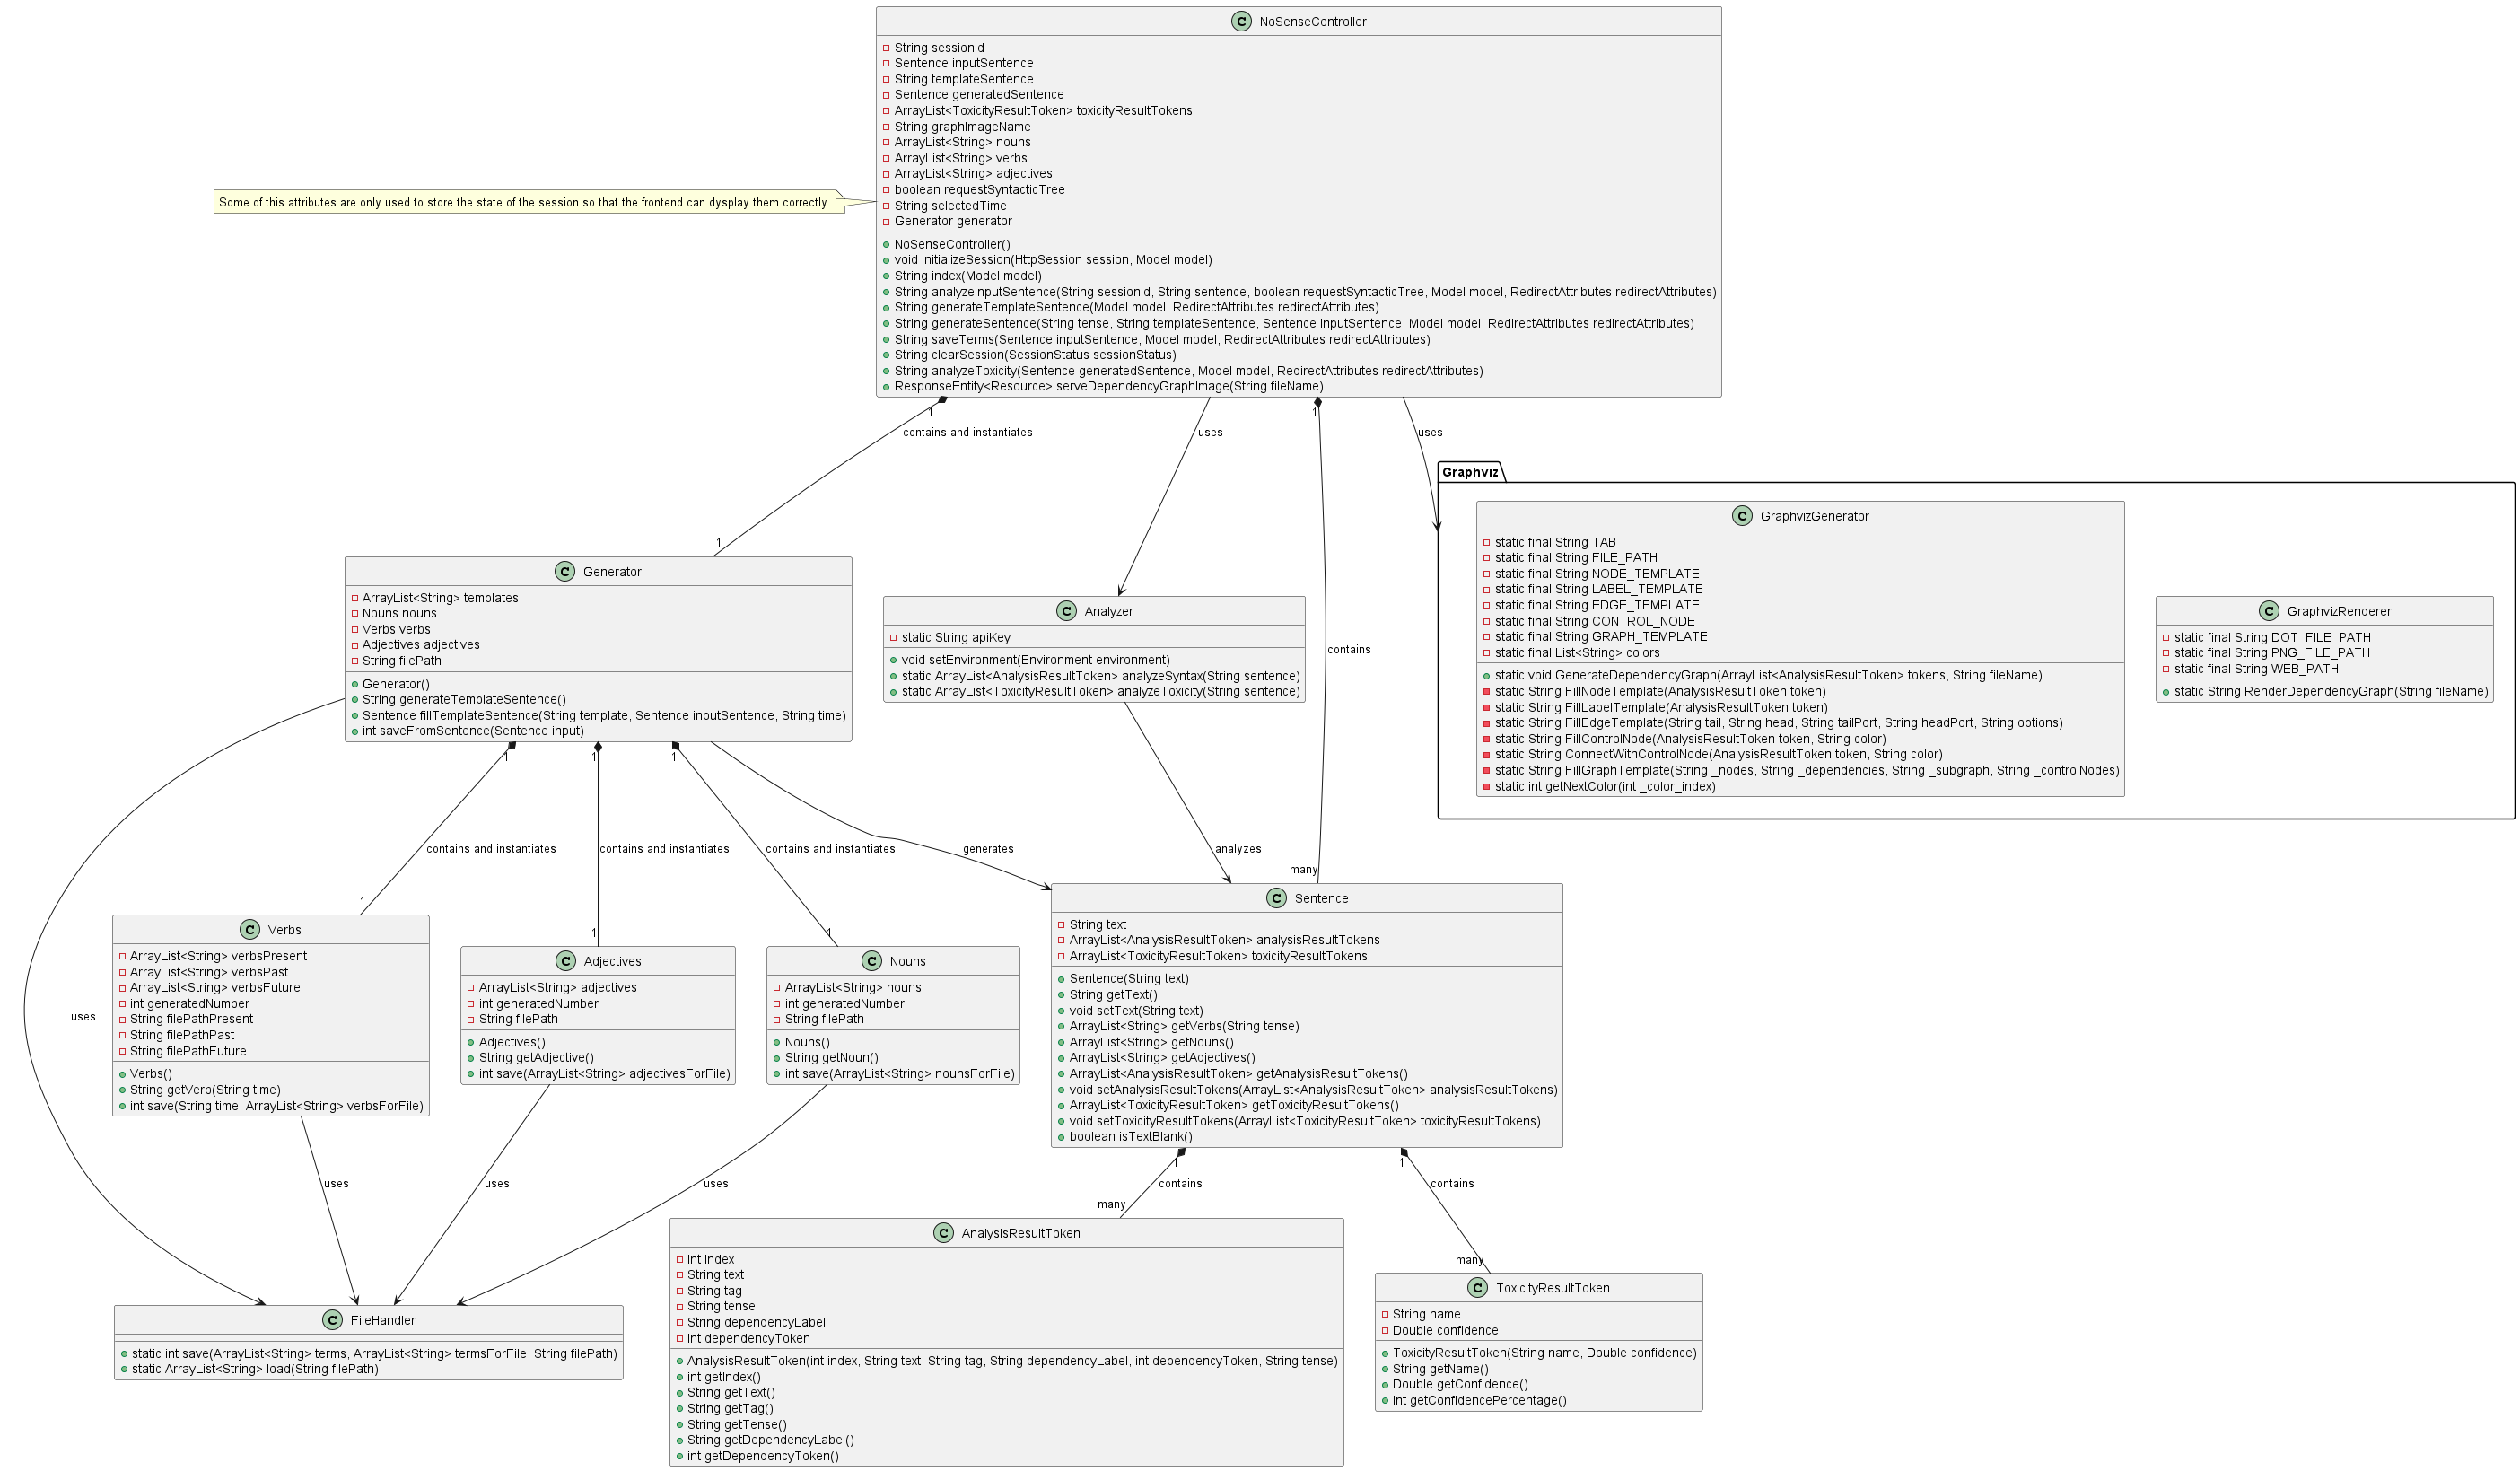 NoSenseController
String sessionId
Sentence inputSentence
String templateSentence
Sentence generatedSentence
ArrayList<ToxicityResultToken> toxicityResultTokens
String graphImageName
ArrayList<String> nouns
ArrayList<String> verbs
ArrayList<String> adjectives
boolean requestSyntacticTree
String selectedTime
Generator generator
NoSenseController()
void initializeSession(HttpSession session, Model model)
String index(Model model)
String analyzeInputSentence(String sessionId, String sentence, boolean requestSyntacticTree, Model model, RedirectAttributes redirectAttributes)
String generateTemplateSentence(Model model, RedirectAttributes redirectAttributes)
String generateSentence(String tense, String templateSentence, Sentence inputSentence, Model model, RedirectAttributes redirectAttributes)
String saveTerms(Sentence inputSentence, Model model, RedirectAttributes redirectAttributes)
String clearSession(SessionStatus sessionStatus)
String analyzeToxicity(Sentence generatedSentence, Model model, RedirectAttributes redirectAttributes)
ResponseEntity<Resource> serveDependencyGraphImage(String fileName)
Some of this attributes are only used to store the state of the session so that the frontend can dysplay them correctly.
1
1
contains and instantiates
uses
contains
uses
1
many
Graphviz
GraphvizGenerator
static final String TAB
static final String FILE_PATH
static final String NODE_TEMPLATE
static final String LABEL_TEMPLATE
static final String EDGE_TEMPLATE
static final String CONTROL_NODE
static final String GRAPH_TEMPLATE
static final List<String> colors
static void GenerateDependencyGraph(ArrayList<AnalysisResultToken> tokens, String fileName)
static String FillNodeTemplate(AnalysisResultToken token)
static String FillLabelTemplate(AnalysisResultToken token)
static String FillEdgeTemplate(String tail, String head, String tailPort, String headPort, String options)
static String FillControlNode(AnalysisResultToken token, String color)
static String ConnectWithControlNode(AnalysisResultToken token, String color)
static String FillGraphTemplate(String _nodes, String _dependencies, String _subgraph, String _controlNodes)
static int getNextColor(int _color_index)
GraphvizRenderer
static final String DOT_FILE_PATH
static final String PNG_FILE_PATH
static final String WEB_PATH
static String RenderDependencyGraph(String fileName)
Generator
ArrayList<String> templates
Nouns nouns
Verbs verbs
Adjectives adjectives
String filePath
Generator()
String generateTemplateSentence()
Sentence fillTemplateSentence(String template, Sentence inputSentence, String time)
int saveFromSentence(Sentence input)
Analyzer
static String apiKey
void setEnvironment(Environment environment)
static ArrayList<AnalysisResultToken> analyzeSyntax(String sentence)
static ArrayList<ToxicityResultToken> analyzeToxicity(String sentence)
1
1
1
contains and instantiates
contains and instantiates
contains and instantiates
generates
analyzes
1
1
1
uses
Verbs
ArrayList<String> verbsPresent
ArrayList<String> verbsPast
ArrayList<String> verbsFuture
int generatedNumber
String filePathPresent
String filePathPast
String filePathFuture
Verbs()
String getVerb(String time)
int save(String time, ArrayList<String> verbsForFile)
Adjectives
ArrayList<String> adjectives
int generatedNumber
String filePath
Adjectives()
String getAdjective()
int save(ArrayList<String> adjectivesForFile)
Nouns
ArrayList<String> nouns
int generatedNumber
String filePath
Nouns()
String getNoun()
int save(ArrayList<String> nounsForFile)
Sentence
String text
ArrayList<AnalysisResultToken> analysisResultTokens
ArrayList<ToxicityResultToken> toxicityResultTokens
Sentence(String text)
String getText()
void setText(String text)
ArrayList<String> getVerbs(String tense)
ArrayList<String> getNouns()
ArrayList<String> getAdjectives()
ArrayList<AnalysisResultToken> getAnalysisResultTokens()
void setAnalysisResultTokens(ArrayList<AnalysisResultToken> analysisResultTokens)
ArrayList<ToxicityResultToken> getToxicityResultTokens()
void setToxicityResultTokens(ArrayList<ToxicityResultToken> toxicityResultTokens)
boolean isTextBlank()
uses
uses
uses
1
1
contains
contains
many
many
FileHandler
static int save(ArrayList<String> terms, ArrayList<String> termsForFile, String filePath)
static ArrayList<String> load(String filePath)
AnalysisResultToken
int index
String text
String tag
String tense
String dependencyLabel
int dependencyToken
AnalysisResultToken(int index, String text, String tag, String dependencyLabel, int dependencyToken, String tense)
int getIndex()
String getText()
String getTag()
String getTense()
String getDependencyLabel()
int getDependencyToken()
ToxicityResultToken
String name
Double confidence
ToxicityResultToken(String name, Double confidence)
String getName()
Double getConfidence()
int getConfidencePercentage()